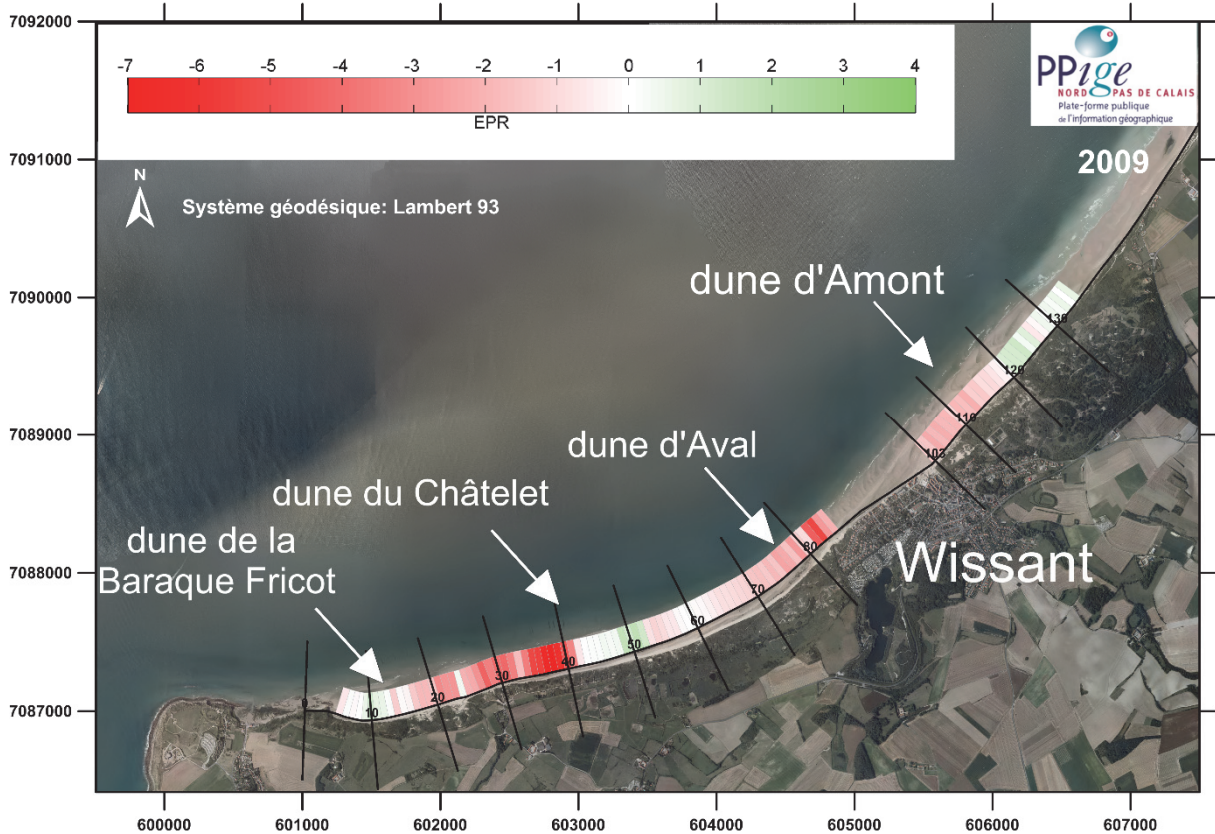 7092000
7091000
7090000
7089000
7088000
7087000
-7 -6 -5 -4 -3 -2 -1 0 1 2 3 4
EPR
PPige
NORD PAS DE CALAIS
Plate-forme publique
de l'information géographique
2009
N
Système géodésique: Lambert 93
dune d'Amont
dune d'Aval
dune du Châtelet
dune de la
Baraque Fricot
Wissant
0
10
20
30
40
50
60
70
80
103
110
120
130
600000 601000 602000 603000 604000 605000 606000 607000